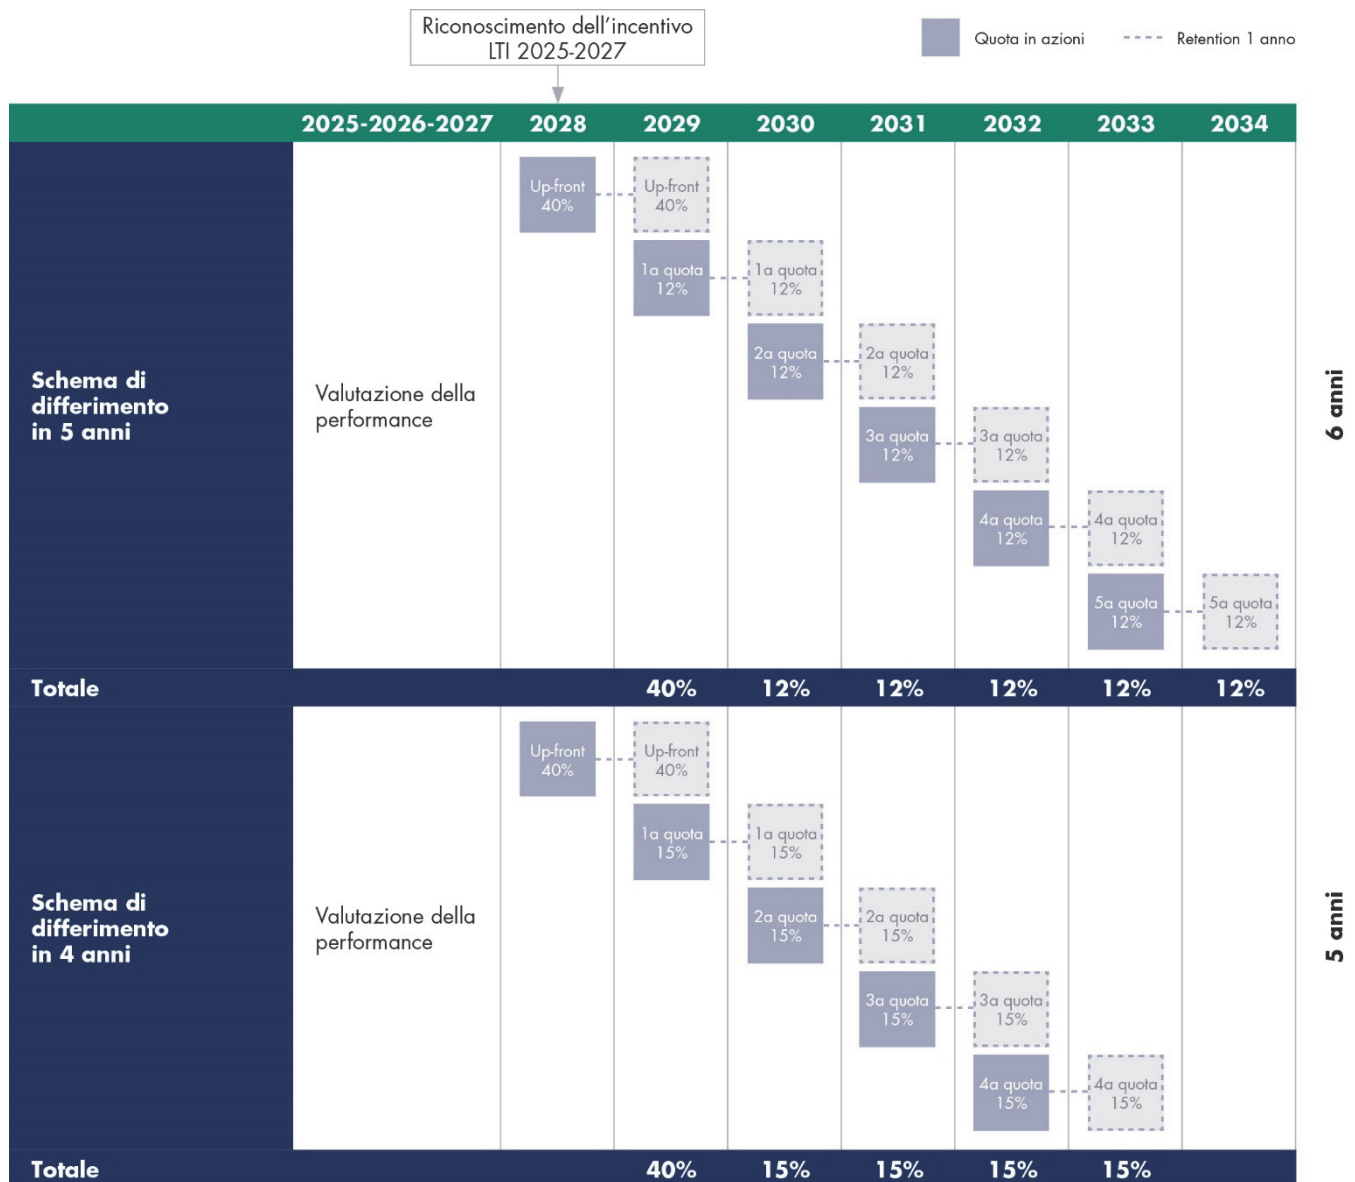 Riconoscimento dell'incentivo
LTI 2025-2027
Quota in azioni
Retention 1 anno
2025-2026-2027 2028 2029 2030 2031 2032 2033 2034
Schema di
differimento
in 5 anni
Valutazione della
performance
Up-front
40%
Up-front
40%
1a quota
12%
1a quota
12%
2a quota
12%
2a quota
12%
3a quota
12%
3a quota
12%
4a quota
12%
4a quota
12%
5a quota
12%
5a quota
12%
6 anni
Totale 40% 12% 12% 12% 12% 12%
Schema di
differimento
in 4 anni
Valutazione della
performance
Up-front
40%
Up-front
40%
1a quota
15%
1a quota
15%
2a quota
15%
2a quota
15%
3a quota
15%
3a quota
15%
4a quota
15%
4a quota
15%
5 anni
Totale 40% 15% 15% 15% 15%